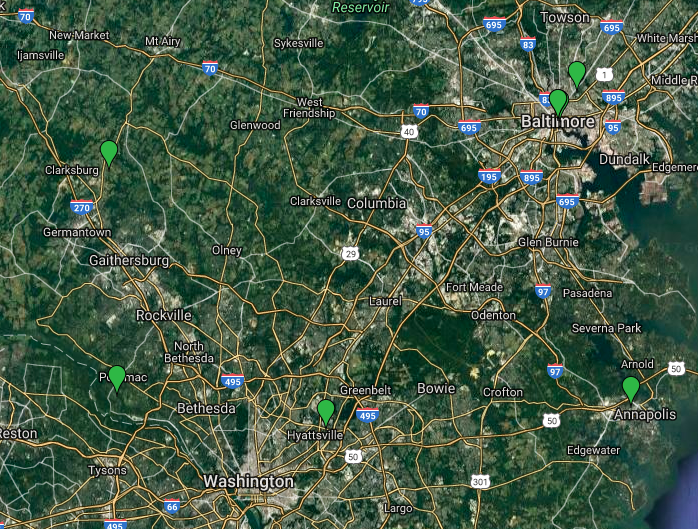 Reservoir
70
695
Towson
695
New Market
Mt Airy
Sykesville
83
White Marsh
Ijamsville
70
1
Middle R
895
West
Friendship
70
Baltimore
Glenwood
40
695
95
Dundalk
Clarksburg
195
895
Edgemere
270
Clarksville
Columbia
695
Germantown
95
Olney
29
Glen Burnie
Gaithersburg
Fort Meade
97
Pasadena
Laurel
Rockville
Odenton
Severna Park
North
Bethesda
Arnold
50
97
495
Greenbelt
Bowie
Crofton
Bethesda
495
Annapolis
50
Reston
Hyattsville
Edgewater
50
Tysons
Washington
301
66
Largo
495